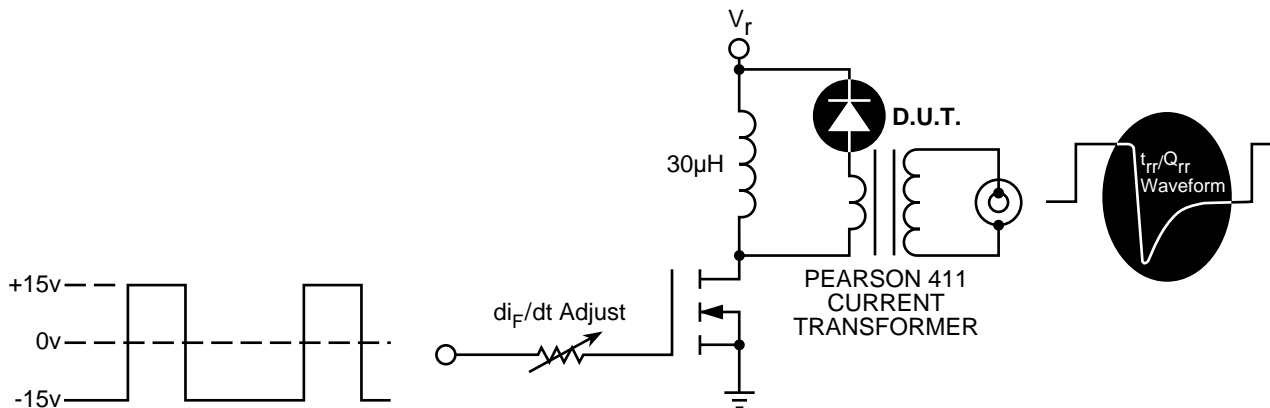 V_r
D.U.T.
30µH
t_rr/Q_rr
Waveform
PEARSON 411
CURRENT
TRANSFORMER
di_F/dt Adjust
+15v
0v
-15v